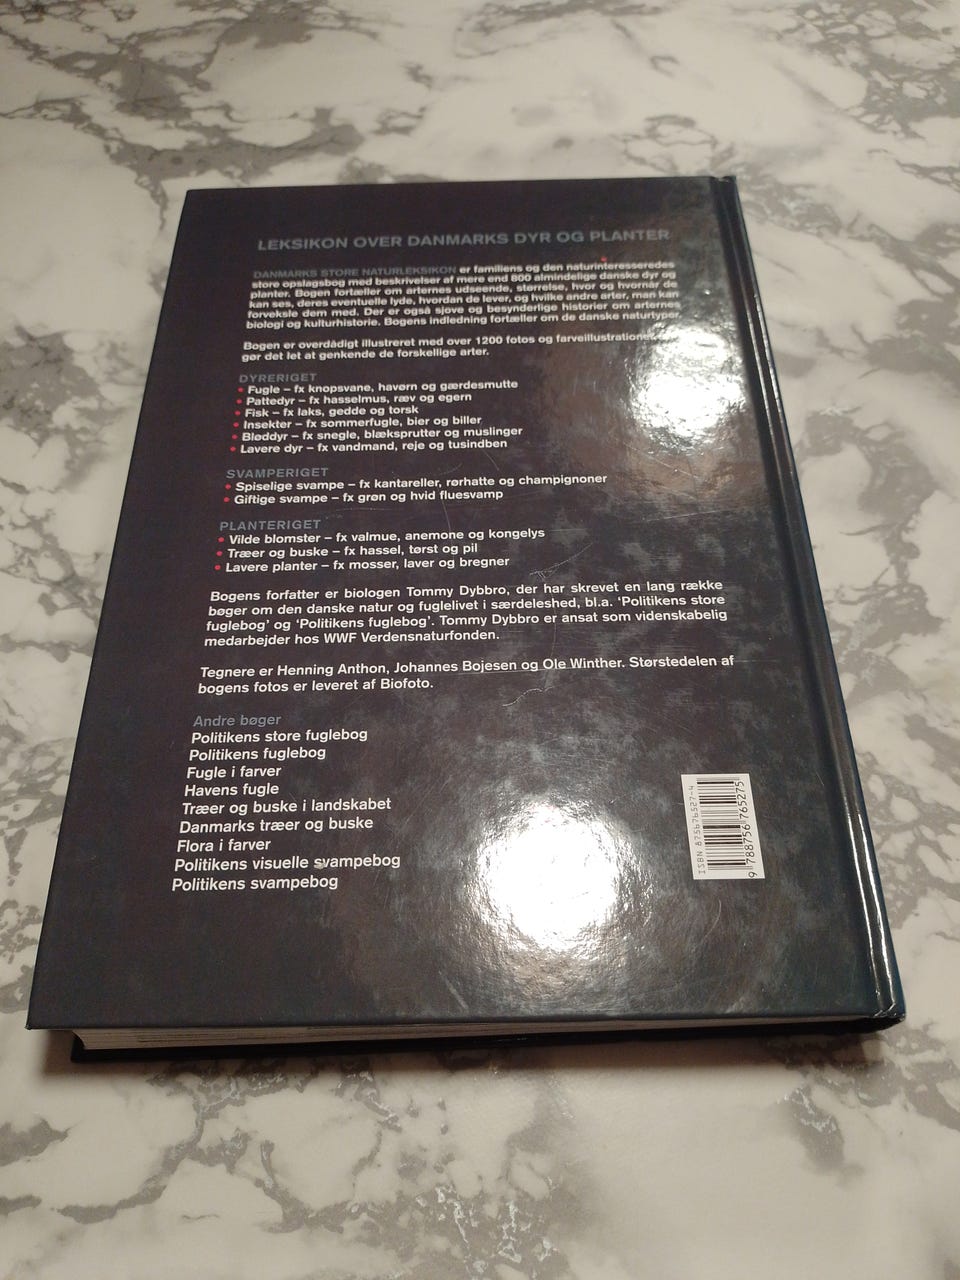 LEKSIKON OVER DANMARKS DYR OG PLANTER
DANMARKS STORE NATURLEKSIKON er familiens og den naturinteresseredes
store opslagsbog med beskrivelser af mere end 800 almindelige danske dyr og
planter. Bogen fortæller om arternes udseende, størrelse, hvor og hvornår de
kan ses, deres eventuelle lyde, hvordan de lever, og hvilke andre arter, man kan
forveksle dem med. Der er også sjove og besynderlige historier om arternes
biologi og kulturhistorie. Bogens indledning fortæller om de danske naturtyper.
Bogen er overdådigt illustreret med over 1200 fotos og farveillustrationer,
gør det let at genkende de forskellige arter.
DYRERIGET
• Fugle – fx knopsvane, havørn og gærdesmutte
• Pattedyr – fx hasselmus, ræv og egern
• Fisk – fx laks, gedde og torsk
• Insekter – fx sommerfugle, bier og biller
• Bløddyr – fx snegle, blæksprutter og muslinger
• Lavere dyr – fx vandmand, reje og tusindben
SVAMPERIGET
• Spiselige svampe – fx kantareller, rørhatte og champignoner
• Giftige svampe – fx grøn og hvid fluesvamp
PLANTERIGET
• Vilde blomster – fx valmue, anemone og kongelys
• Træer og buske – fx hassel, tørst og pil
• Lavere planter – fx mosser, laver og bregner
Bogens forfatter er biologen Tommy Dybbro, der har skrevet en lang række
bøger om den danske natur og fuglelivet i særdeleshed, bl.a. 'Politikens store
fuglebog' og 'Politikens fuglebog'. Tommy Dybbro er ansat som videnskabelig
medarbejder hos WWF Verdensnaturfonden.
Tegnere er Henning Anthon, Johannes Bojesen og Ole Winther. Størstedelen af
bogens fotos er leveret af Biofoto.
Andre bøger
Politikens store fuglebog
Politikens fuglebog
Fugle i farver
Havens fugle
Træer og buske i landskabet
Danmarks træer og buske
Flora i farver
Politikens visuelle svampebog
Politikens svampebog
ISBN 87-567-6527-4
9 788756 765275